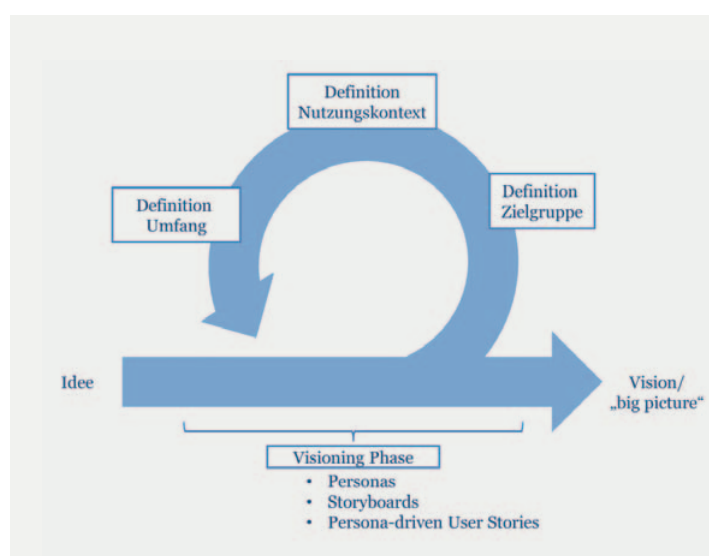 Definition
Nutzungskontext
Definition
Umfang
Definition
Zielgruppe
Idee
Vision/
„big picture“
Visioning Phase
• Personas
• Storyboards
• Persona-driven User Stories